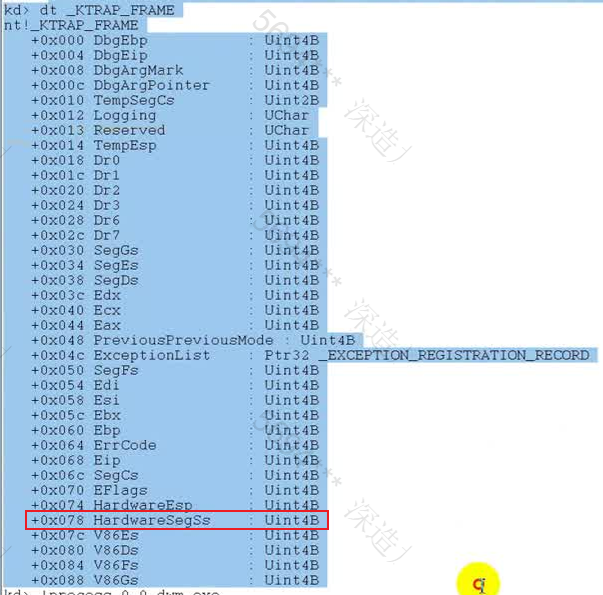 kd> dt _KTRAP_FRAME
nt!_KTRAP_FRAME
+0x000 DbgEbp : Uint4B
+0x004 DbgEip : Uint4B
+0x008 DbgArgMark : Uint4B
+0x00c DbgArgPointer : Uint4B
+0x010 TempSegCs : Uint2B
+0x012 Logging : UChar
+0x013 Reserved : UChar
+0x014 TempEsp : Uint4B
+0x018 Dr0 : Uint4B
+0x01c Dr1 : Uint4B
+0x020 Dr2 : Uint4B
+0x024 Dr3 : Uint4B
+0x028 Dr6 : Uint4B
+0x02c Dr7 : Uint4B
+0x030 SegGs : Uint4B
+0x034 SegEs : Uint4B
+0x038 SegDs : Uint4B
+0x03c Edx : Uint4B
+0x040 Ecx : Uint4B
+0x044 Eax : Uint4B
+0x048 PreviousPreviousMode : Uint4B
+0x04c ExceptionList : Ptr32 _EXCEPTION_REGISTRATION_RECORD
+0x050 SegFs : Uint4B
+0x054 Edi : Uint4B
+0x058 Esi : Uint4B
+0x05c Ebx : Uint4B
+0x060 Ebp : Uint4B
+0x064 ErrCode : Uint4B
+0x068 Eip : Uint4B
+0x06c SegCs : Uint4B
+0x070 EFlags : Uint4B
+0x074 HardwareEsp : Uint4B
+0x078 HardwareSegSs : Uint4B
+0x07c V86Es : Uint4B
+0x080 V86Ds : Uint4B
+0x084 V86Fs : Uint4B
+0x088 V86Gs : Uint4B
kd> !process 0 0 dwm.exe
深造
深造
深造